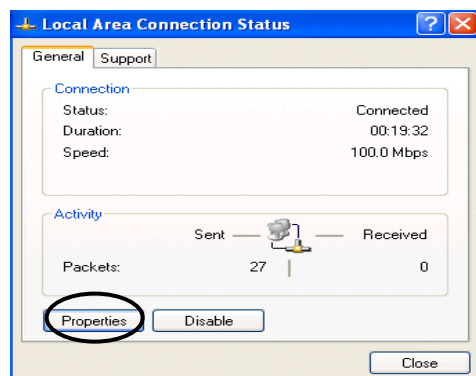 Local Area Connection Status
General Support
Connection
Status: Connected
Duration: 00:19:32
Speed: 100.0 Mbps
Activity
Sent Received
Packets: 27 0
Properties Disable
Close